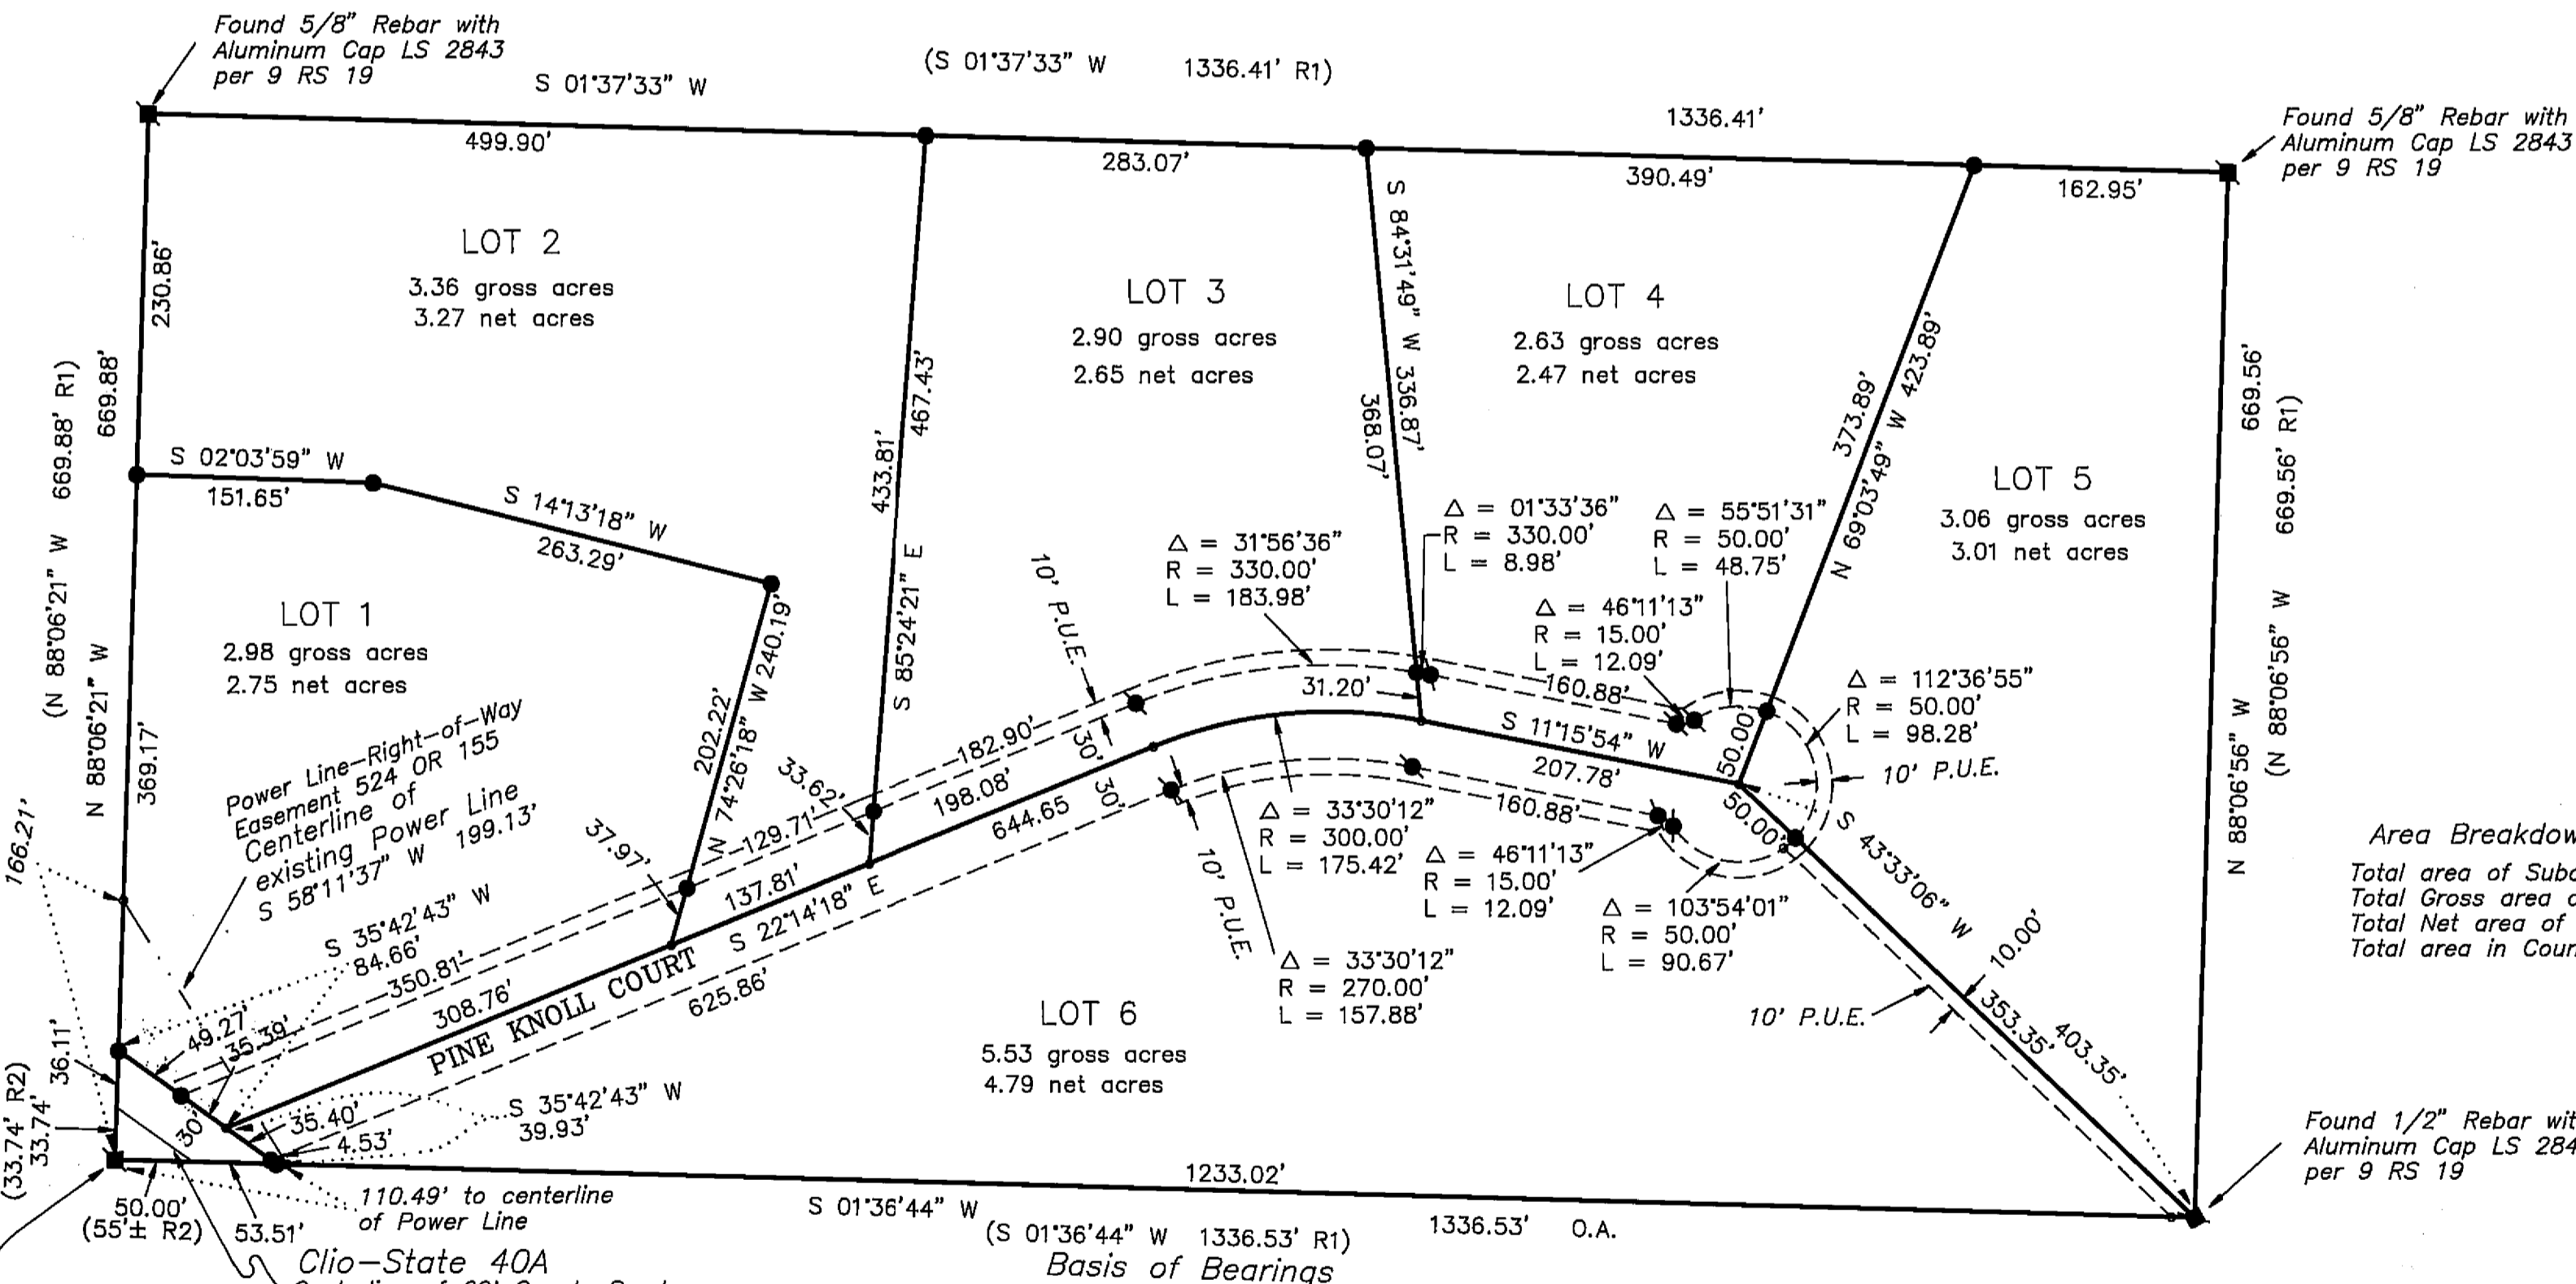 Found 5/8" Rebar with
Aluminum Cap LS 2843
per 9 RS 19
S 01°37'33" W
(S 01°37'33" W 1336.41' R1)
1336.41'
Found 5/8" Rebar with
Aluminum Cap LS 2843
per 9 RS 19
499.90'
283.07'
390.49'
162.95'
230.86'
669.88'
(N 88°06'21" W 669.88' R1)
N 88°06'21" W
369.17'
LOT 2
3.36 gross acres
3.27 net acres
467.43'
433.81'
S 85°24'21" E
LOT 3
2.90 gross acres
2.65 net acres
S 84°31'49" W 336.87'
368.07'
LOT 4
2.63 gross acres
2.47 net acres
373.89'
N 69°03'49" W 423.89'
LOT 5
3.06 gross acres
3.01 net acres
669.56'
(N 88°06'56" W 669.56' R1)
N 88°06'56" W
S 02°03'59" W
151.65'
S 14°13'18" W
263.29'
LOT 1
2.98 gross acres
2.75 net acres
202.22'
N 74°26'18" W 240.19'
10' P.U.E.
Δ = 31°56'36"
R = 330.00'
L = 183.98'
Δ = 01°33'36"
R = 330.00'
L = 8.98'
Δ = 55°51'31"
R = 50.00'
L = 48.75'
Δ = 46°11'13"
R = 15.00'
L = 12.09'
Δ = 112°36'55"
R = 50.00'
L = 98.28'
31.20'
160.88'
S 11°15'54" W
207.78'
50.00'
50.00'
10' P.U.E.
Power Line-Right-of-Way
Easement 524 OR 155
Centerline of
existing Power Line
S 58°11'37" W 199.13'
166.21'
S 35°42'43" W
84.66'
37.97'
33.62'
182.90'
198.08'
30'
30'
129.71'
137.81'
644.65
S 22°14'18" E
350.81'
308.76'
PINE KNOLL COURT
625.86'
10' P.U.E.
Δ = 33°30'12"
R = 300.00'
L = 175.42'
160.88'
Δ = 46°11'13"
R = 15.00'
L = 12.09'
Δ = 103°54'01"
R = 50.00'
L = 90.67'
Δ = 33°30'12"
R = 270.00'
L = 157.88'
S 43°33'06" W
10.00'
353.35'
403.35'
10' P.U.E.
Area Breakdow
Total area of Subd
Total Gross area o
Total Net area of
Total area in Coun
LOT 6
5.53 gross acres
4.79 net acres
49.27'
35.39'
36.11'
(33.74' R2)
33.74'
30'
35.40'
4.53'
S 35°42'43" W
39.93'
50.00'
(55'± R2)
53.51'
110.49' to centerline
of Power Line
1233.02'
S 01°36'44" W
(S 01°36'44" W 1336.53' R1)
1336.53' O.A.
Basis of Bearings
Found 1/2" Rebar wit
Aluminum Cap LS 284
per 9 RS 19
Clio-State 40A